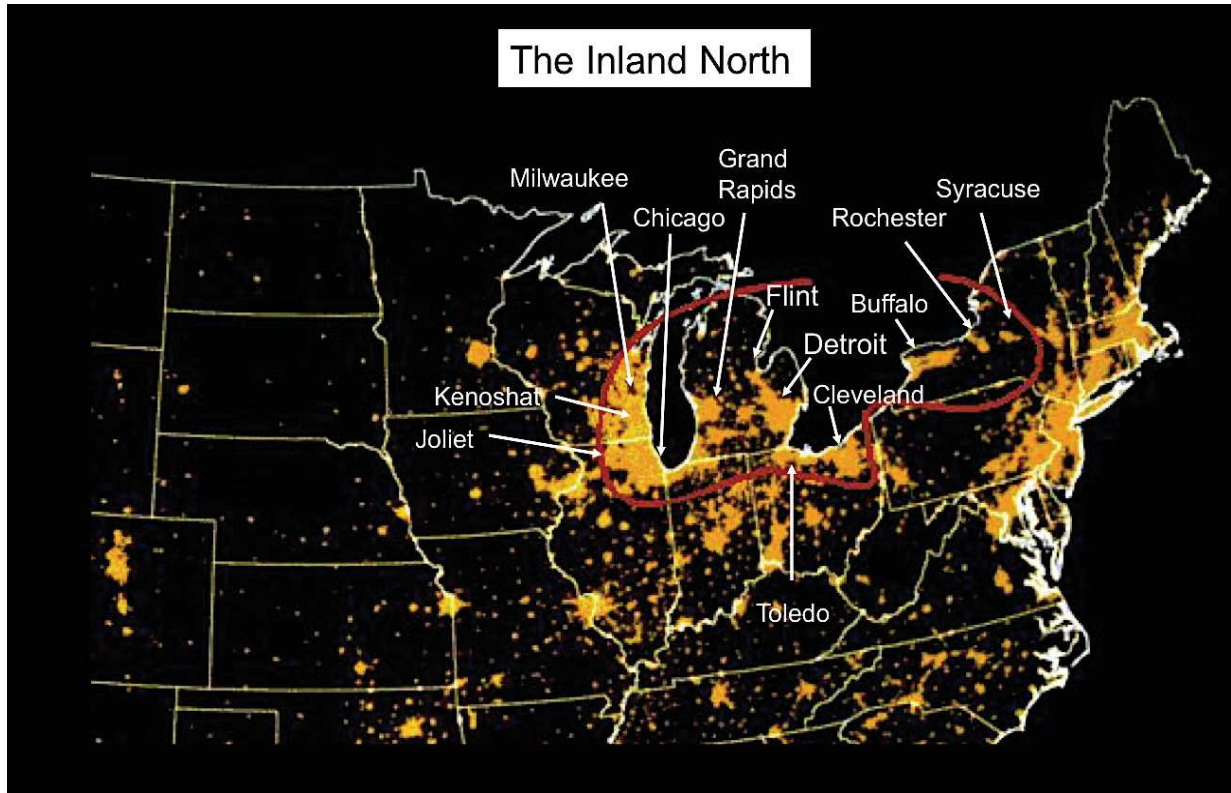 The Inland North
Grand
Rapids
Milwaukee
Syracuse
Chicago
Rochester
Flint
Buffalo
Detroit
Kenoshat
Cleveland
Joliet
Toledo